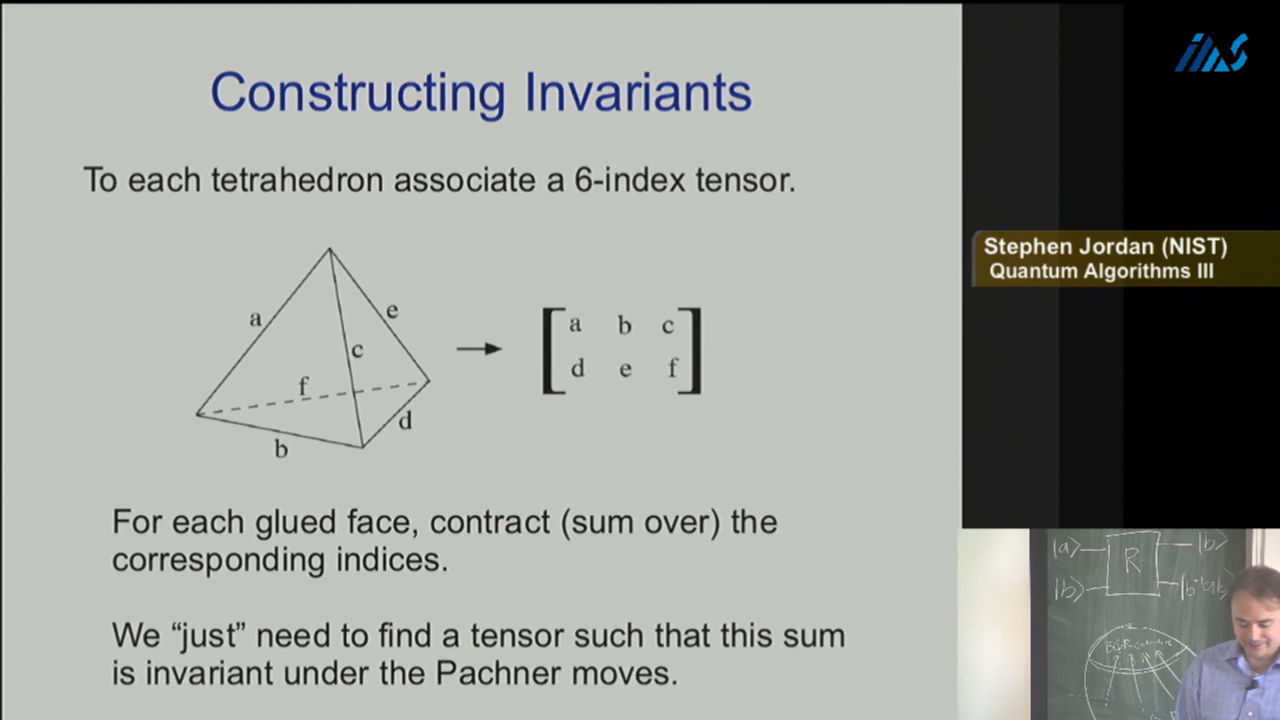 Constructing Invariants
To each tetrahedron associate a 6-index tensor.
a
e
c
f
d
b
a b c
d e f
For each glued face, contract (sum over) the
corresponding indices.
We “just” need to find a tensor such that this sum
is invariant under the Pachner moves.
ias
Stephen Jordan (NIST)
Quantum Algorithms III
|a> R |b>
|b>